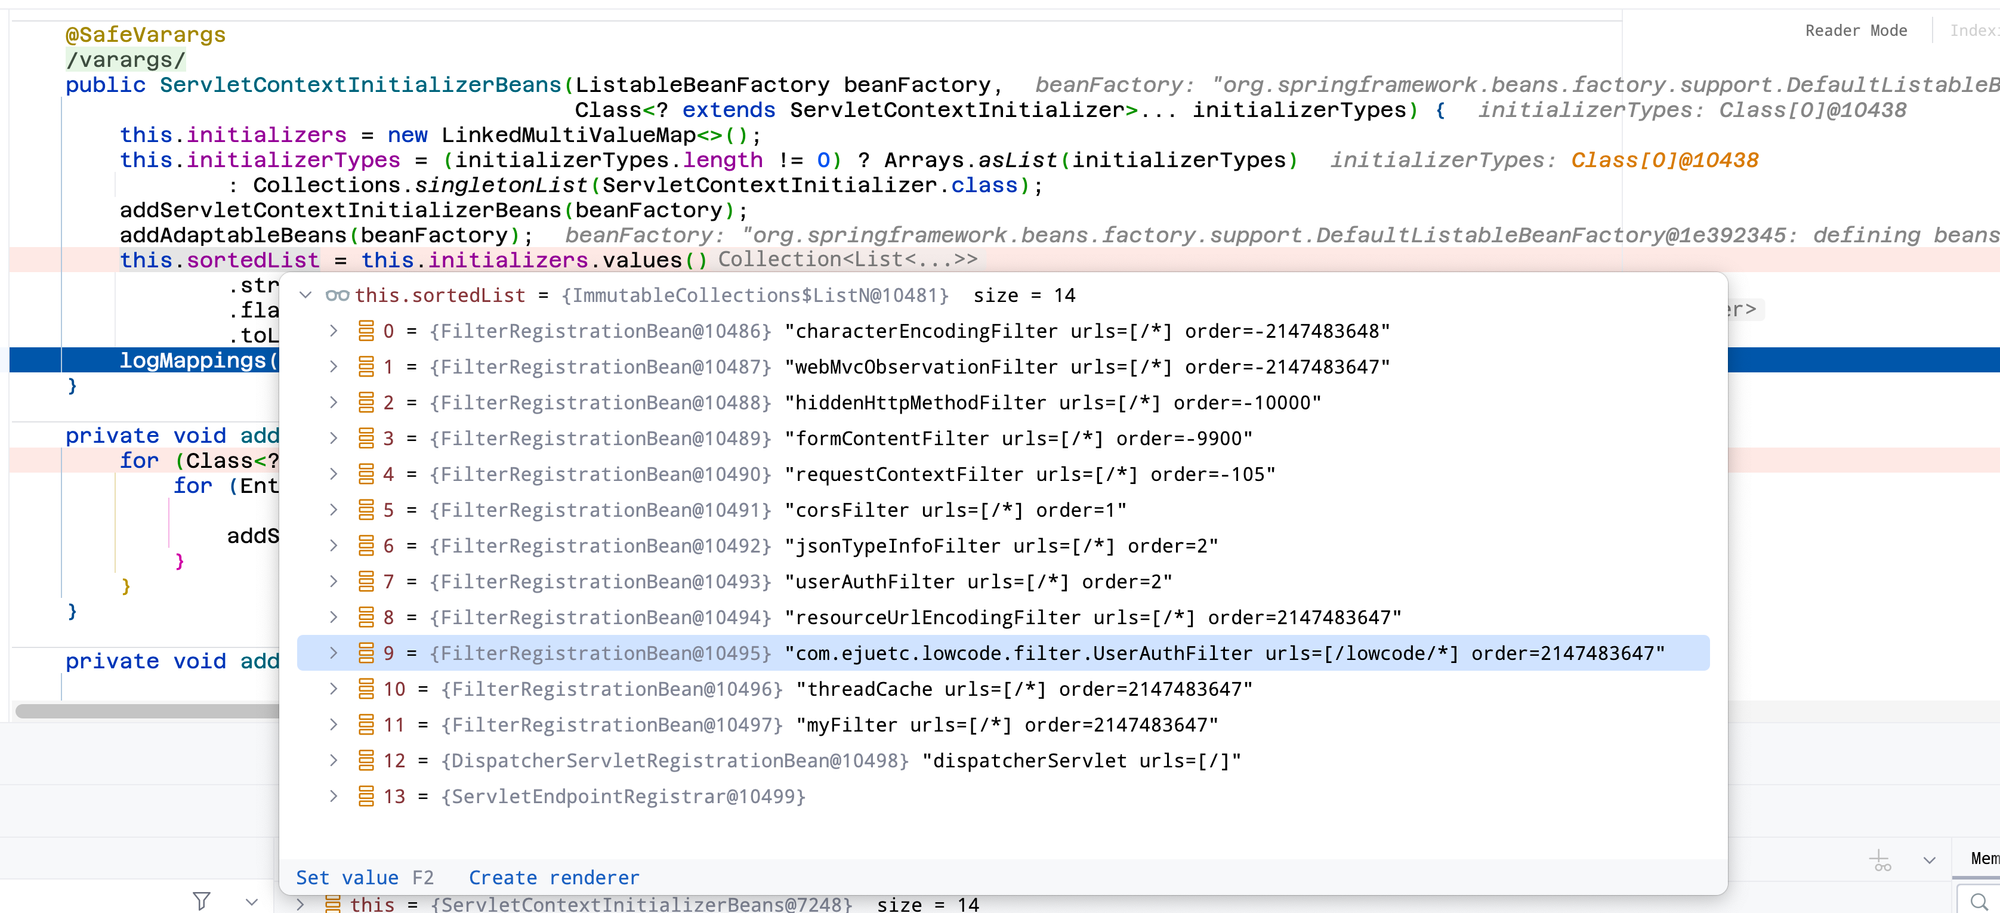 @SafeVarargs
Reader Mode
Indexi
/varargs/
public ServletContextInitializerBeans(ListableBeanFactory beanFactory,   beanFactory: "org.springframework.beans.factory.support.DefaultListableB
Class<? extends ServletContextInitializer>... initializerTypes) {   initializerTypes: Class[0]@10438
this.initializers = new LinkedMultiValueMap<>();
this.initializerTypes = (initializerTypes.length != 0) ? Arrays.asList(initializerTypes)   initializerTypes: Class[0]@10438
: Collections.singletonList(ServletContextInitializer.class);
addServletContextInitializerBeans(beanFactory);
addAdaptableBeans(beanFactory);   beanFactory: "org.springframework.beans.factory.support.DefaultListableBeanFactory@1e392345: defining beans
this.sortedList = this.initializers.values() Collection<List<...>>
.str
.fla
er>
.toL
logMappings(
}
private void add
for (Class<?
for (Ent
addS
}
}
}
private void add
this.sortedList = {ImmutableCollections$ListN@10481}  size = 14
0 = {FilterRegistrationBean@10486} "characterEncodingFilter urls=[/*] order=-2147483648"
1 = {FilterRegistrationBean@10487} "webMvcObservationFilter urls=[/*] order=-2147483647"
2 = {FilterRegistrationBean@10488} "hiddenHttpMethodFilter urls=[/*] order=-10000"
3 = {FilterRegistrationBean@10489} "formContentFilter urls=[/*] order=-9900"
4 = {FilterRegistrationBean@10490} "requestContextFilter urls=[/*] order=-105"
5 = {FilterRegistrationBean@10491} "corsFilter urls=[/*] order=1"
6 = {FilterRegistrationBean@10492} "jsonTypeInfoFilter urls=[/*] order=2"
7 = {FilterRegistrationBean@10493} "userAuthFilter urls=[/*] order=2"
8 = {FilterRegistrationBean@10494} "resourceUrlEncodingFilter urls=[/*] order=2147483647"
9 = {FilterRegistrationBean@10495} "com.ejuetc.lowcode.filter.UserAuthFilter urls=[/lowcode/*] order=2147483647"
10 = {FilterRegistrationBean@10496} "threadCache urls=[/*] order=2147483647"
11 = {FilterRegistrationBean@10497} "myFilter urls=[/*] order=2147483647"
12 = {DispatcherServletRegistrationBean@10498} "dispatcherServlet urls=[/]"
13 = {ServletEndpointRegistrar@10499}
Set value F2   Create renderer
Mem
this = {ServletContextInitializerBeans@7248}  size = 14